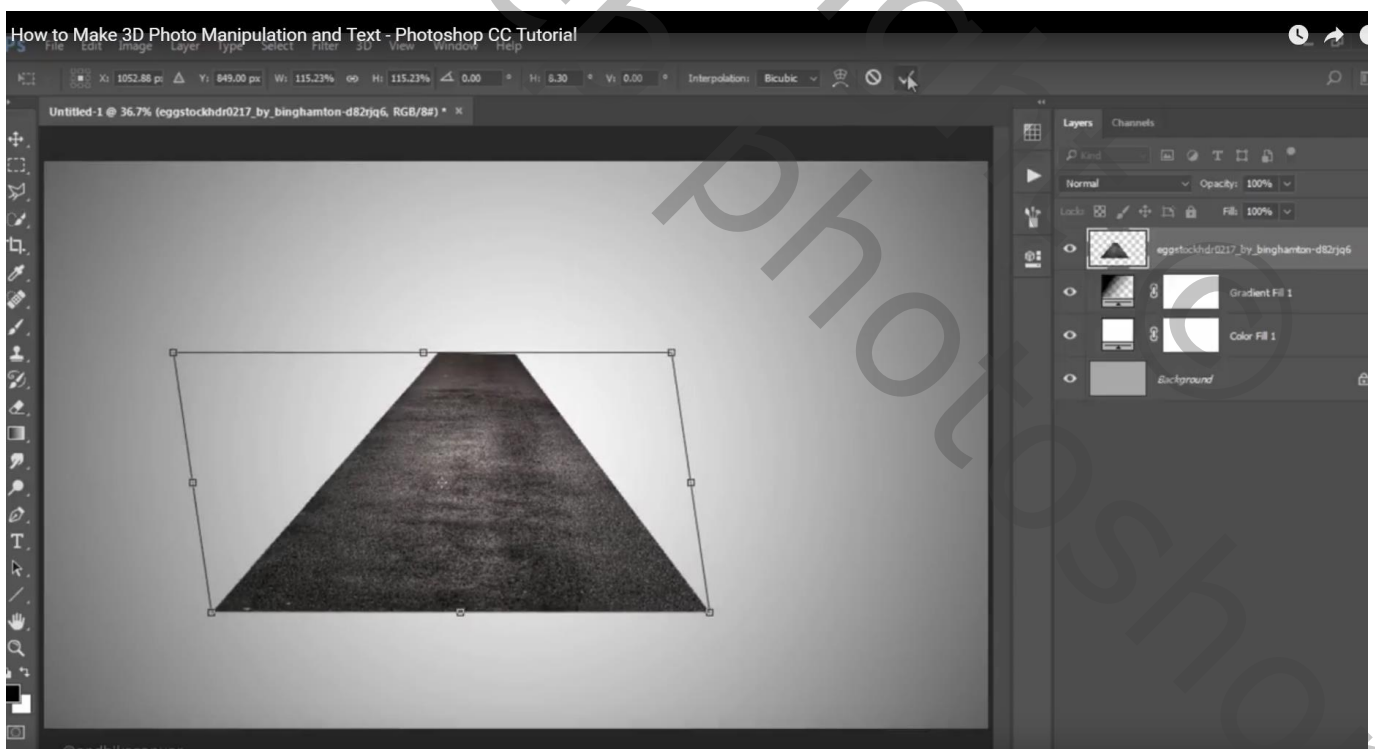 How to Make 3D Photo Manipulation and Text - Photoshop CC Tutorial
PS File Edit Image Layer Type Select Filter 3D View Window Help
X: 1052.88 p Y: 849.00 px W: 115.23% H: 115.23% 0.00 ° H: 8.30 ° V: 0.00 ° Interpolation: Bicubic
Untitled-1 @ 36.7% (eggstockhdr0217_by_binghamton-d82rjq6, RGB/8#) * ×
Layers Channels
Kind
Normal Opacity: 100%
Lock: Fill: 100%
eggstockhdr0217_by_binghamton-d82rjq6
Gradient Fill 1
Color Fill 1
Background
photoshop
©